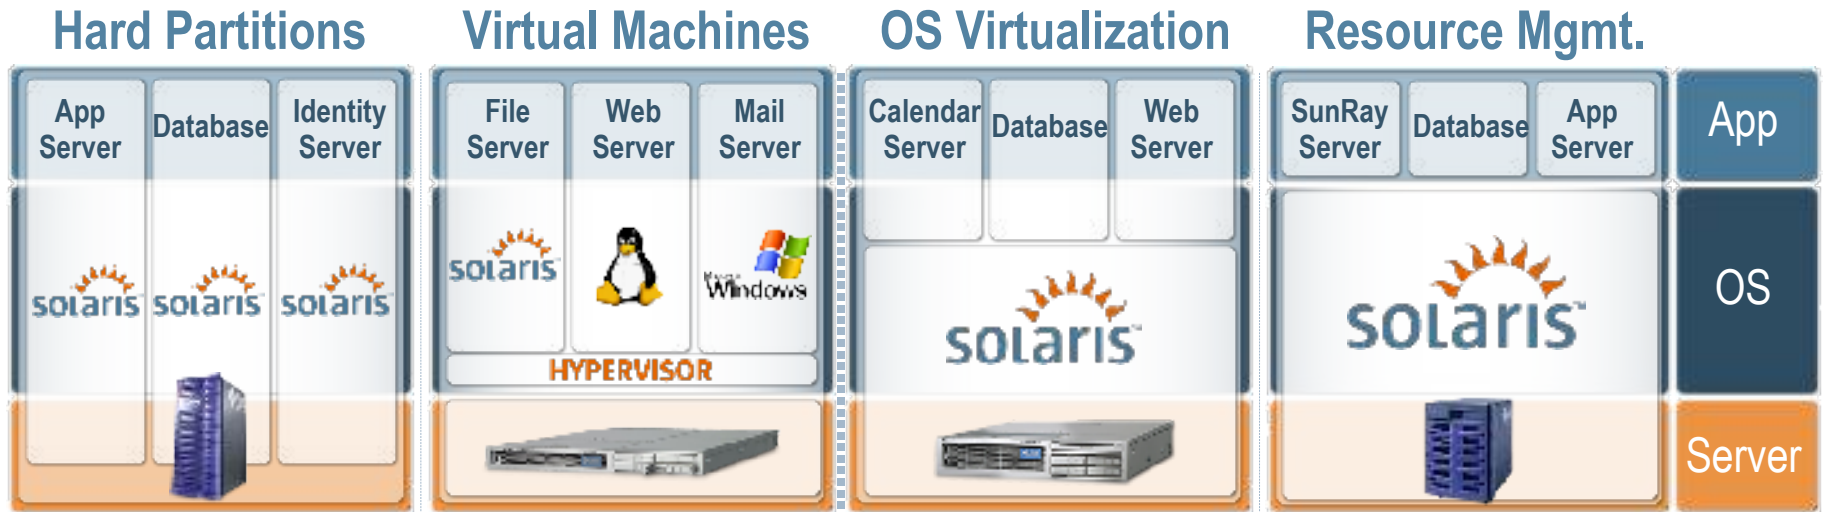 Hard Partitions
Virtual Machines
OS Virtualization
Resource Mgmt.
App
Server
Database
Identity
Server
File
Server
Web
Server
Mail
Server
Calendar
Server
Database
Web
Server
SunRay
Server
Database
App
Server
App
solaris
solaris
solaris
solaris
Windows
HYPERVISOR
solaris™
solaris™
OS
Server